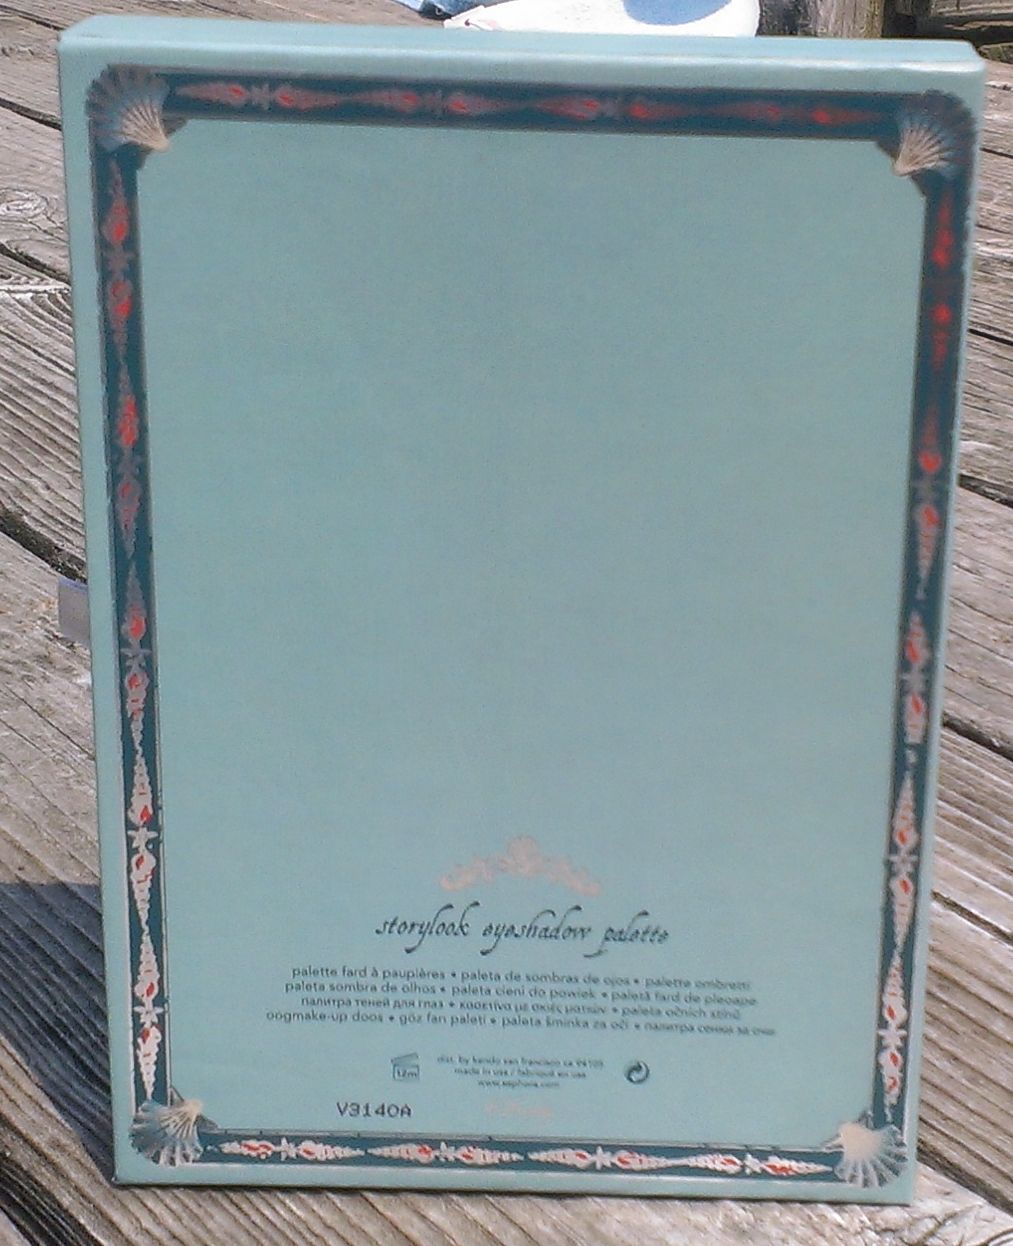 storylook eyeshadow palette
palette fard à paupières • paleta de sombras de ojos • palette ombretti
paleta sombra de olhos • paleta cieni do powiek • paletă fard de pleoape
палитра теней для глаз • κασετίνα με σκιές ματιών • paleta očních stínů
oogmake-up doos • göz farı paleti • paleta šminka za oči • палитра сенки за очи
12m
dist. by kendo san francisco ca 94105
made in usa / fabriqué en usa
www.sephora.com
V3140A